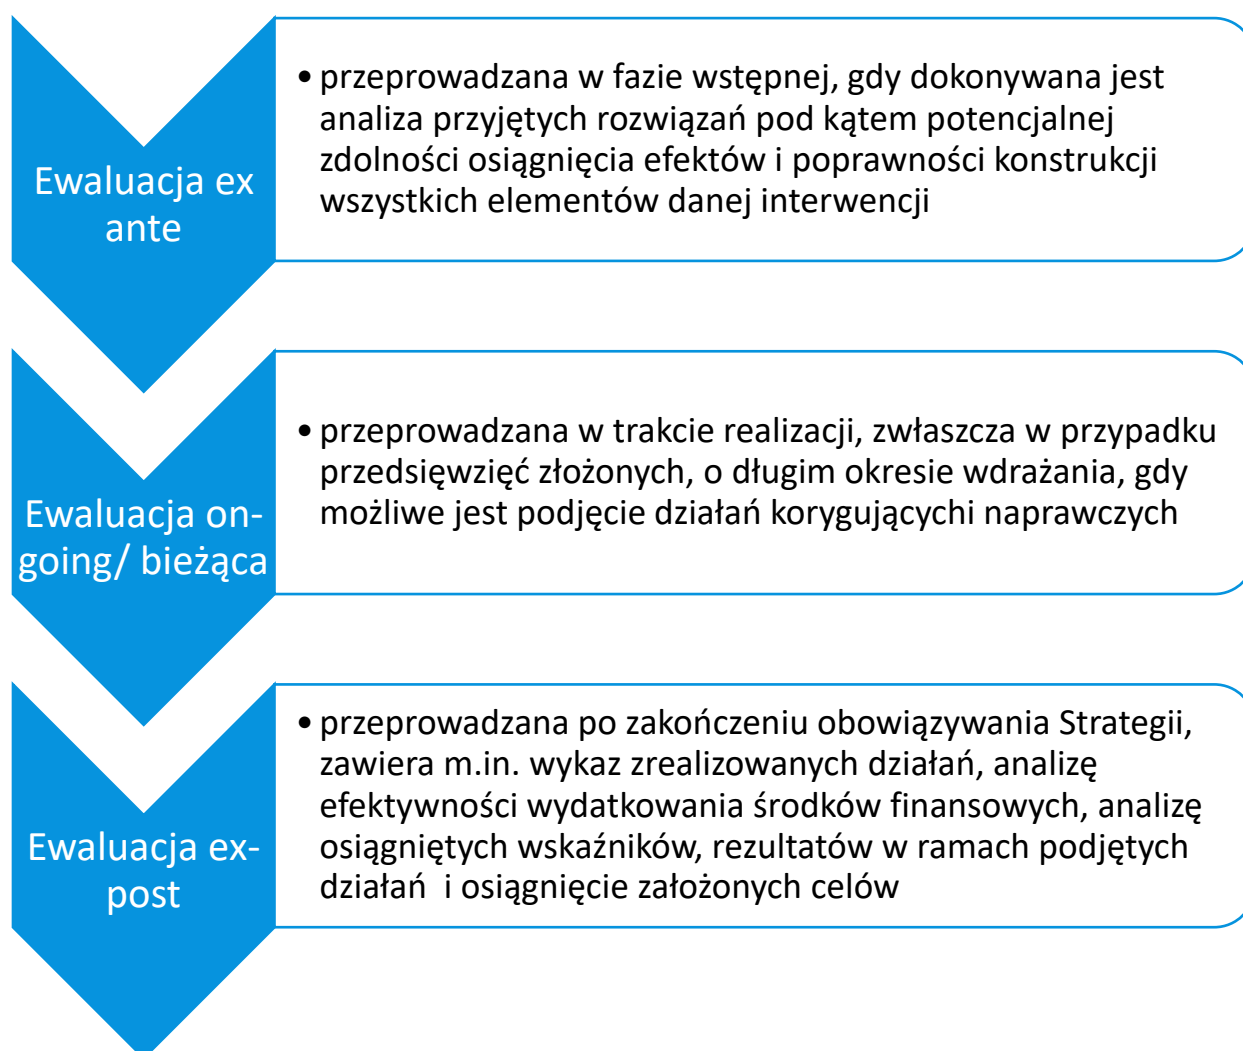 Ewaluacja ex
ante
• przeprowadzana w fazie wstępnej, gdy dokonywana jest
analiza przyjętych rozwiązań pod kątem potencjalnej
zdolności osiągnięcia efektów i poprawności konstrukcji
wszystkich elementów danej interwencji
Ewaluacja on-
going/ bieżąca
• przeprowadzana w trakcie realizacji, zwłaszcza w przypadku
przedsięwzięć złożonych, o długim okresie wdrażania, gdy
możliwe jest podjęcie działań korygującychi naprawczych
Ewaluacja ex-
post
• przeprowadzana po zakończeniu obowiązywania Strategii,
zawiera m.in. wykaz zrealizowanych działań, analizę
efektywności wydatkowania środków finansowych, analizę
osiągniętych wskaźników, rezultatów w ramach podjętych
działań  i osiągnięcie założonych celów